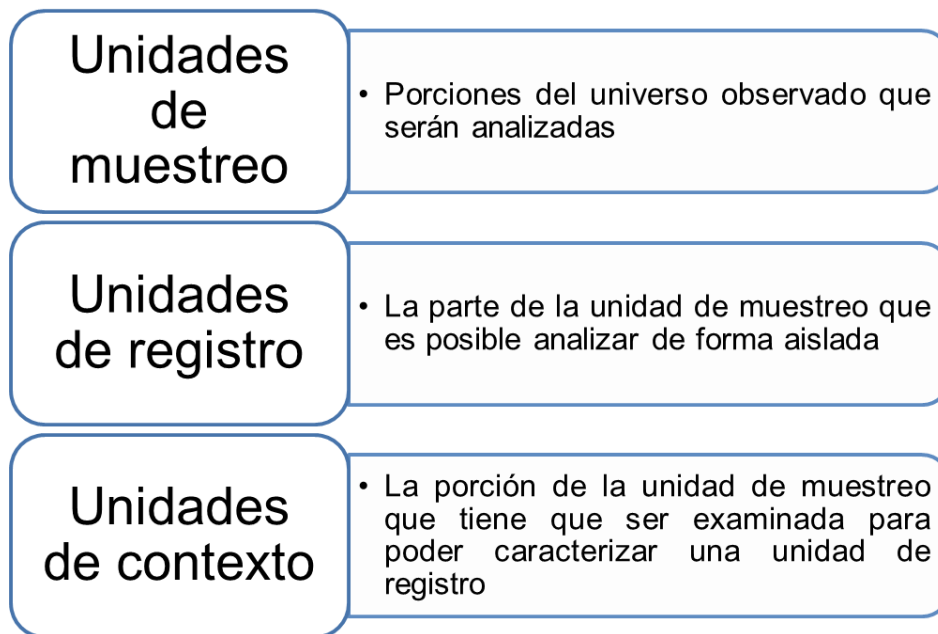 Unidades
de
muestreo
• Porciones del universo observado que
serán analizadas
Unidades
de registro
• La parte de la unidad de muestreo que
es posible analizar de forma aislada
Unidades
de contexto
• La porción de la unidad de muestreo
que tiene que ser examinada para
poder caracterizar una unidad de
registro